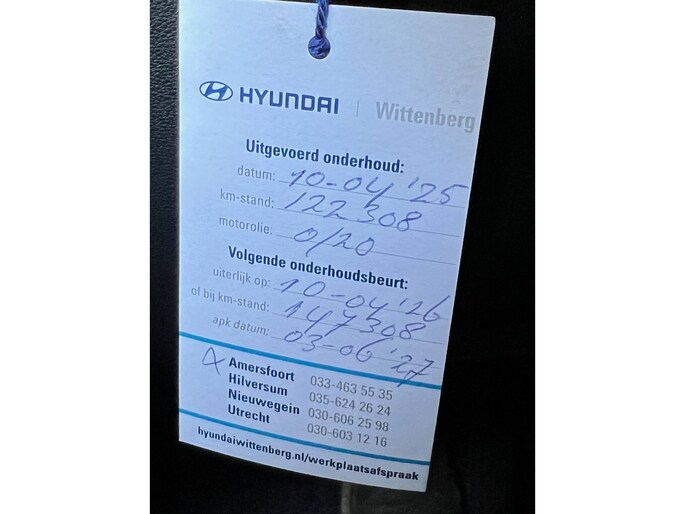 HYUNDAI | Wittenberg
Uitgevoerd onderhoud:
datum: 10-04 '25
km-stand: 122 308
motorolie: 0/20
Volgende onderhoudsbeurt:
uiterlijk op: 10-04 '26
of bij km-stand: 147308
apk datum: 03-06 '27
Amersfoort 033-463 55 35
Hilversum 035-624 26 24
Nieuwegein 030-606 25 98
Utrecht 030-603 12 16
hyundaiwittenberg.nl/werkplaatsafspraak